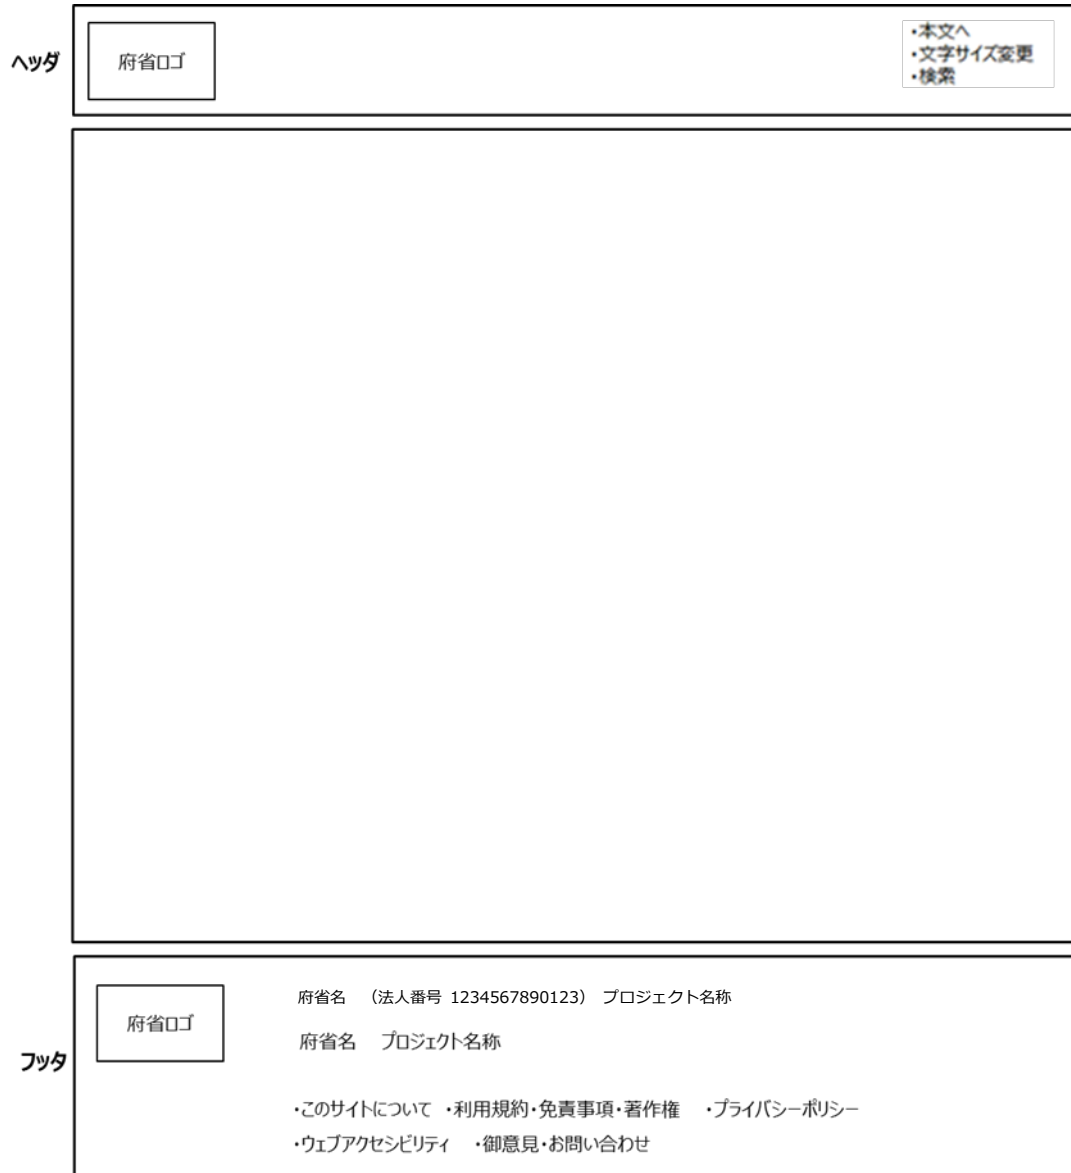 ヘッダ
府省ロゴ
・本文へ
・文字サイズ変更
・検索
フッタ
府省ロゴ
府省名　（法人番号 1234567890123）　プロジェクト名称
府省名　プロジェクト名称
・このサイトについて　・利用規約・免責事項・著作権　・プライバシーポリシー
・ウェブアクセシビリティ　・御意見・お問い合わせ